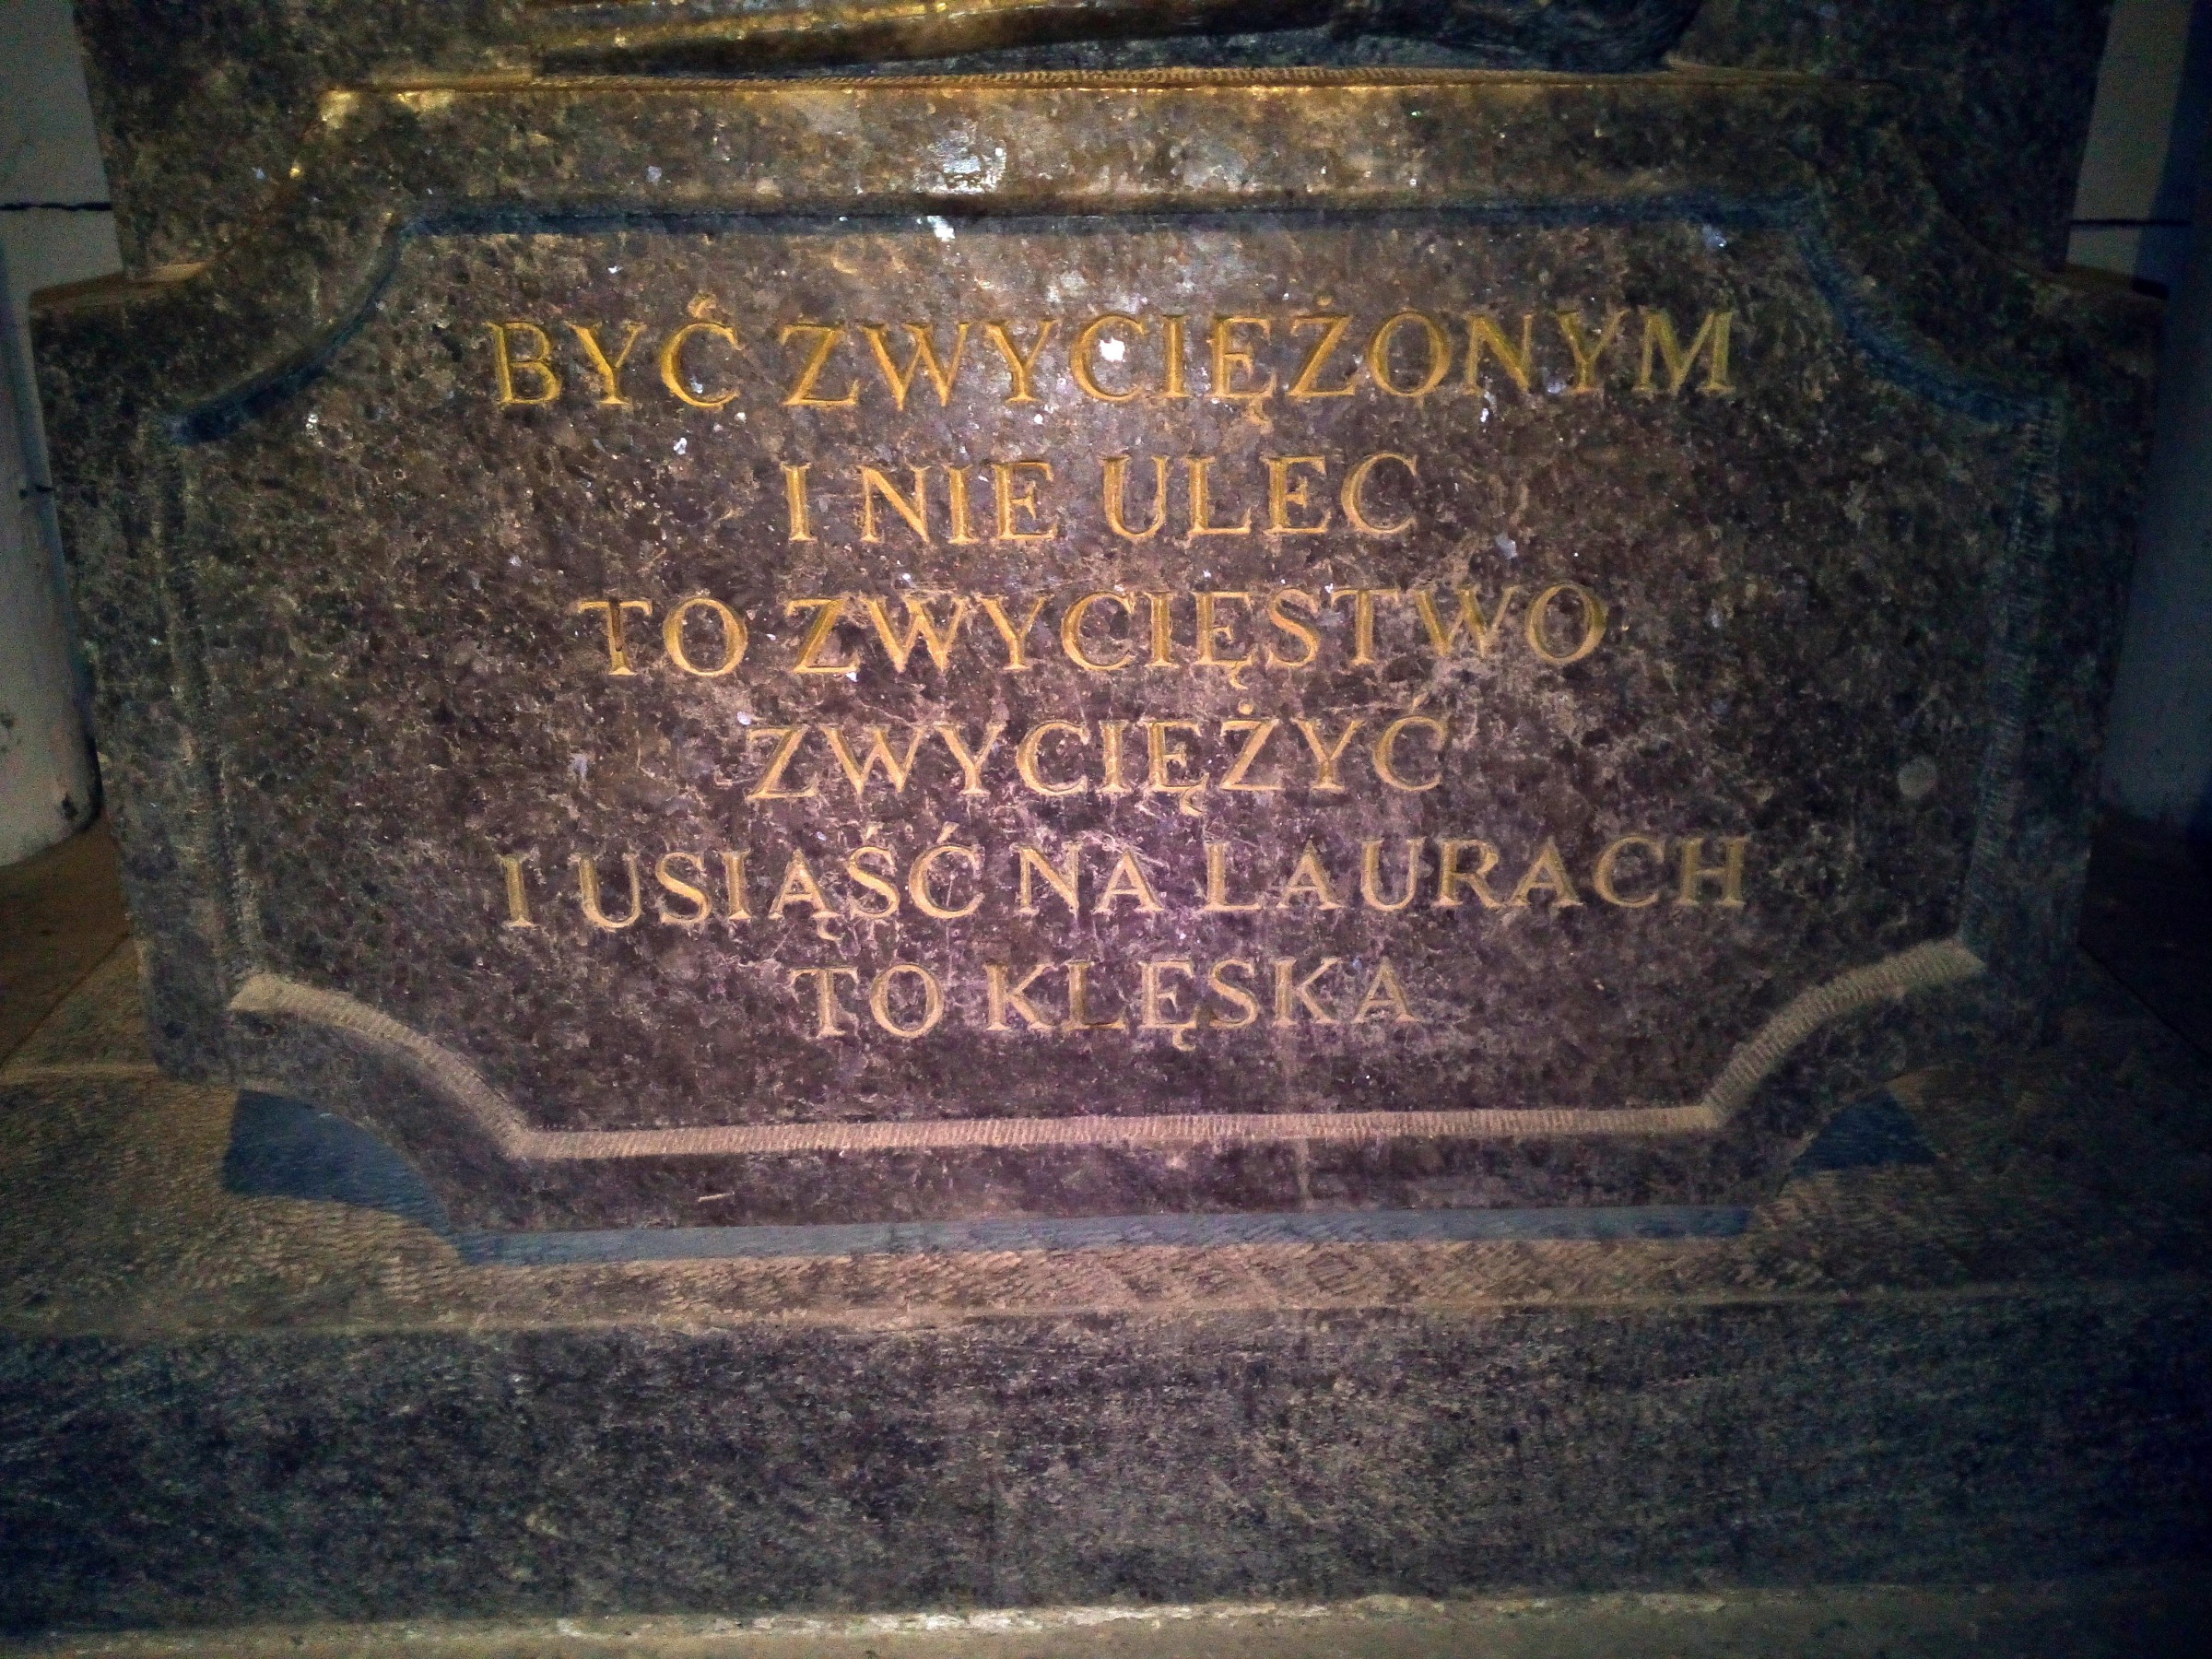 BYĆ ZWYCIĘŻONYM
I NIE ULEC
TO ZWYCIĘSTWO
ZWYCIĘŻYĆ
I USIĄŚĆ NA LAURACH
TO KLĘSKA